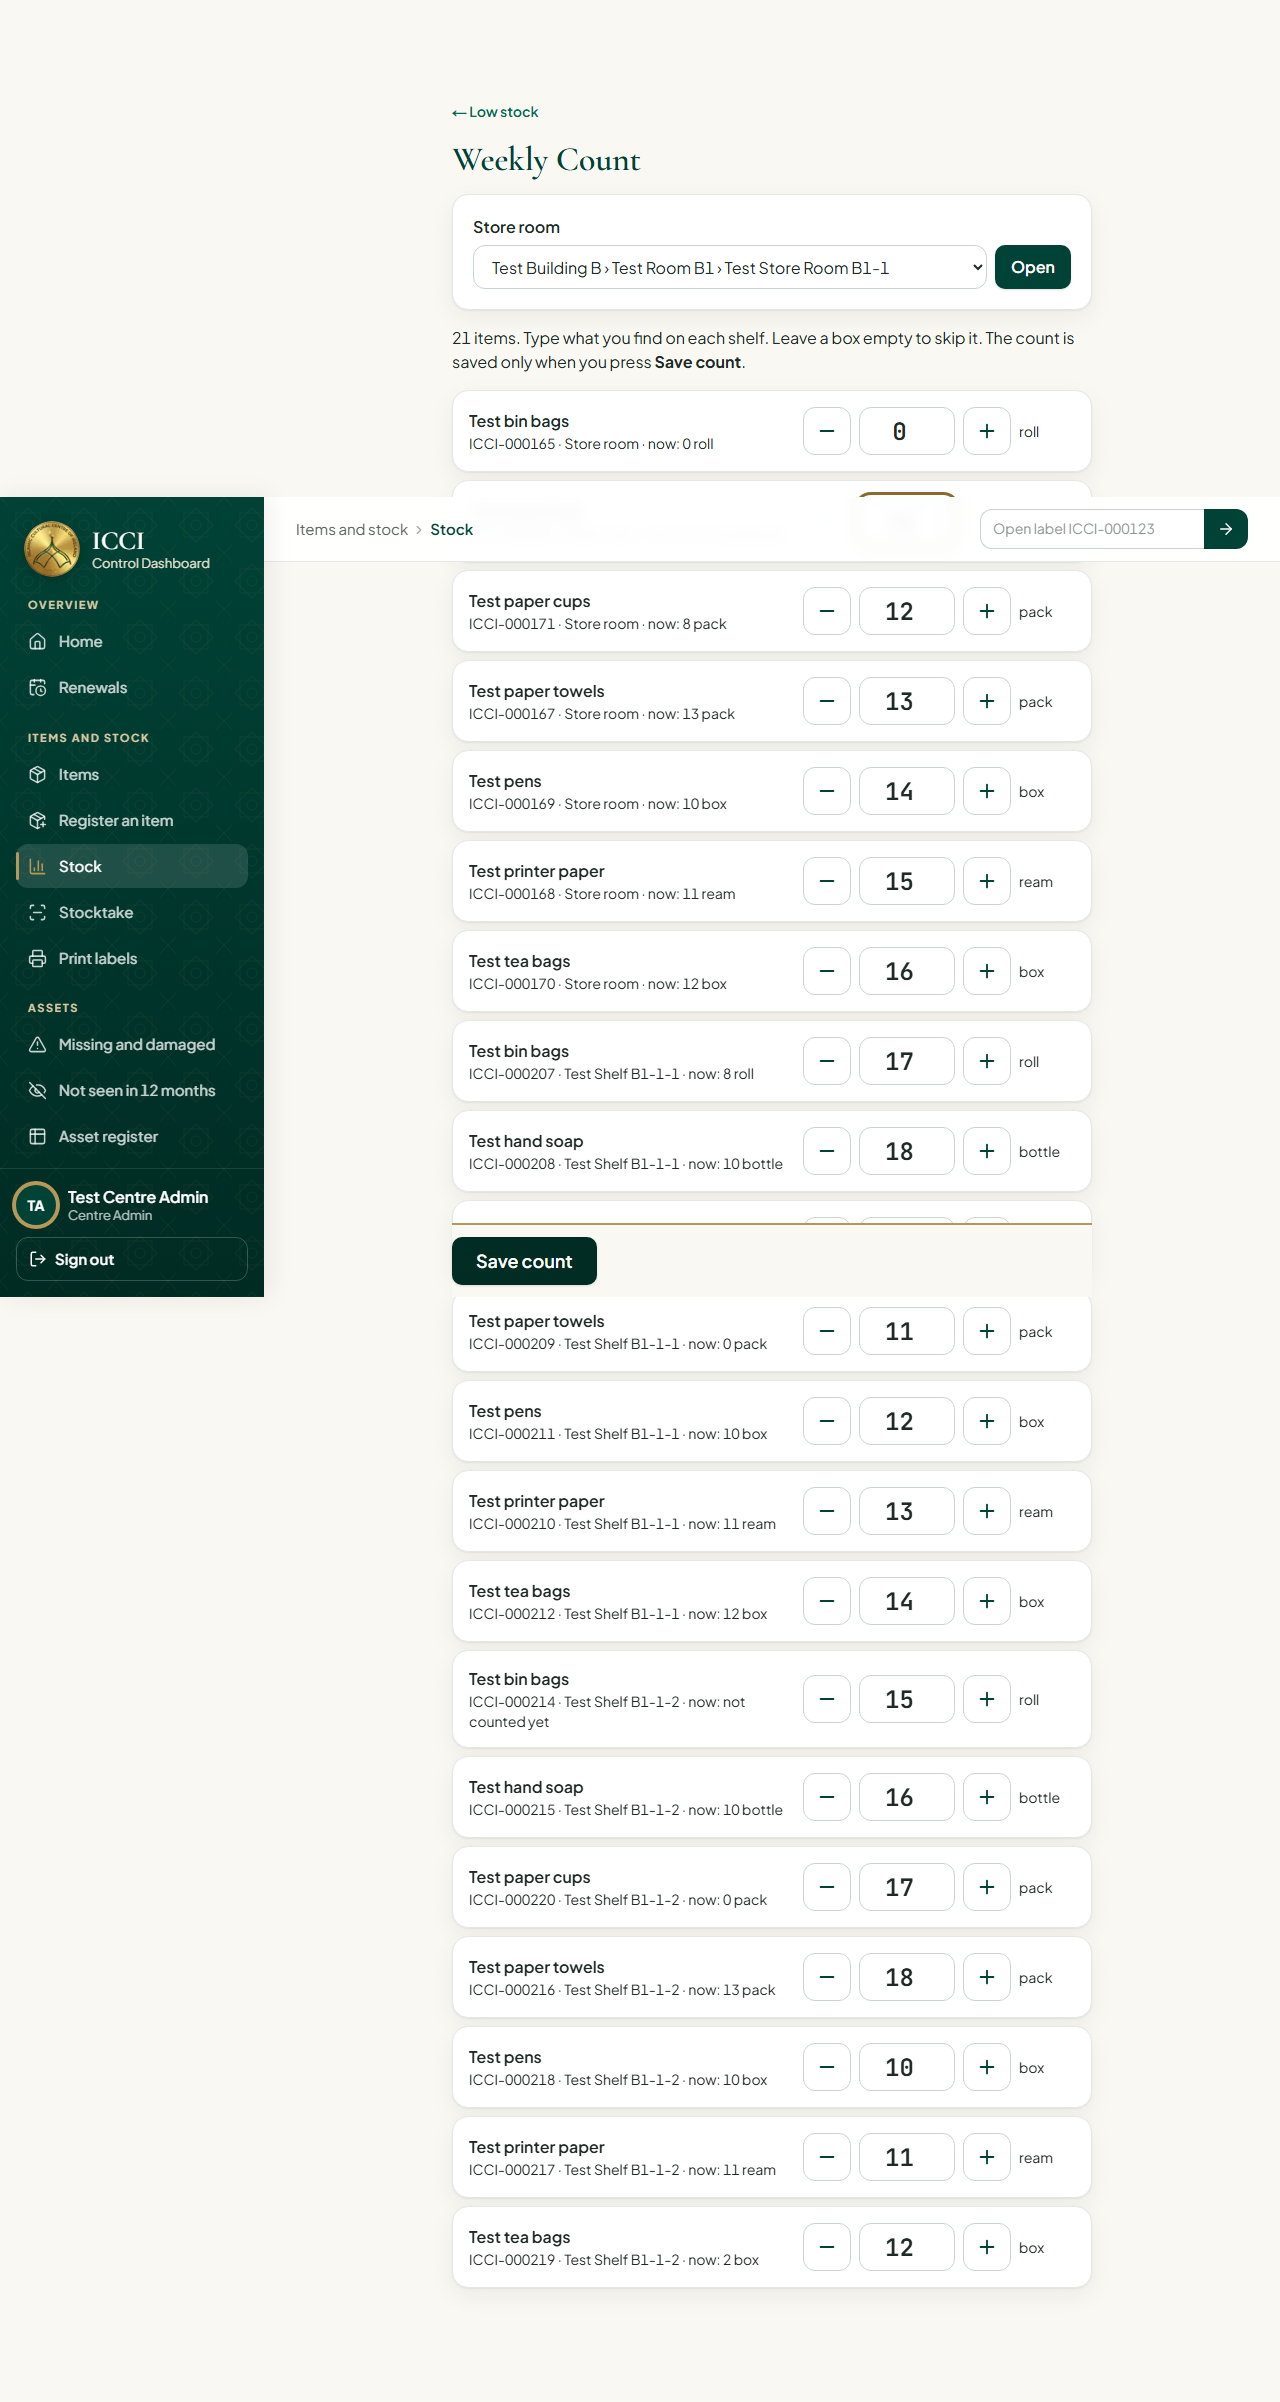 ← Low stock
Weekly Count
Store room
Test Building B › Test Room B1 › Test Store Room B1-1
Open
21 items. Type what you find on each shelf. Leave a box empty to skip it. The count is
saved only when you press Save count.
Test bin bags
ICCI-000165 · Store room · now: 0 roll
− 0 + roll
ICCI
Control Dashboard
Items and stock › Stock
Open label ICCI-000123
OVERVIEW
Home
Renewals
ITEMS AND STOCK
Items
Register an item
Stock
Stocktake
Print labels
ASSETS
Missing and damaged
Not seen in 12 months
Asset register
TA
Test Centre Admin
Centre Admin
Sign out
Test paper cups
ICCI-000171 · Store room · now: 8 pack
− 12 + pack
Test paper towels
ICCI-000167 · Store room · now: 13 pack
− 13 + pack
Test pens
ICCI-000169 · Store room · now: 10 box
− 14 + box
Test printer paper
ICCI-000168 · Store room · now: 11 ream
− 15 + ream
Test tea bags
ICCI-000170 · Store room · now: 12 box
− 16 + box
Test bin bags
ICCI-000207 · Test Shelf B1-1-1 · now: 8 roll
− 17 + roll
Test hand soap
ICCI-000208 · Test Shelf B1-1-1 · now: 10 bottle
− 18 + bottle
Save count
Test paper towels
ICCI-000209 · Test Shelf B1-1-1 · now: 0 pack
− 11 + pack
Test pens
ICCI-000211 · Test Shelf B1-1-1 · now: 10 box
− 12 + box
Test printer paper
ICCI-000210 · Test Shelf B1-1-1 · now: 11 ream
− 13 + ream
Test tea bags
ICCI-000212 · Test Shelf B1-1-1 · now: 12 box
− 14 + box
Test bin bags
ICCI-000214 · Test Shelf B1-1-2 · now: not
counted yet
− 15 + roll
Test hand soap
ICCI-000215 · Test Shelf B1-1-2 · now: 10 bottle
− 16 + bottle
Test paper cups
ICCI-000220 · Test Shelf B1-1-2 · now: 0 pack
− 17 + pack
Test paper towels
ICCI-000216 · Test Shelf B1-1-2 · now: 13 pack
− 18 + pack
Test pens
ICCI-000218 · Test Shelf B1-1-2 · now: 10 box
− 10 + box
Test printer paper
ICCI-000217 · Test Shelf B1-1-2 · now: 11 ream
− 11 + ream
Test tea bags
ICCI-000219 · Test Shelf B1-1-2 · now: 2 box
− 12 + box